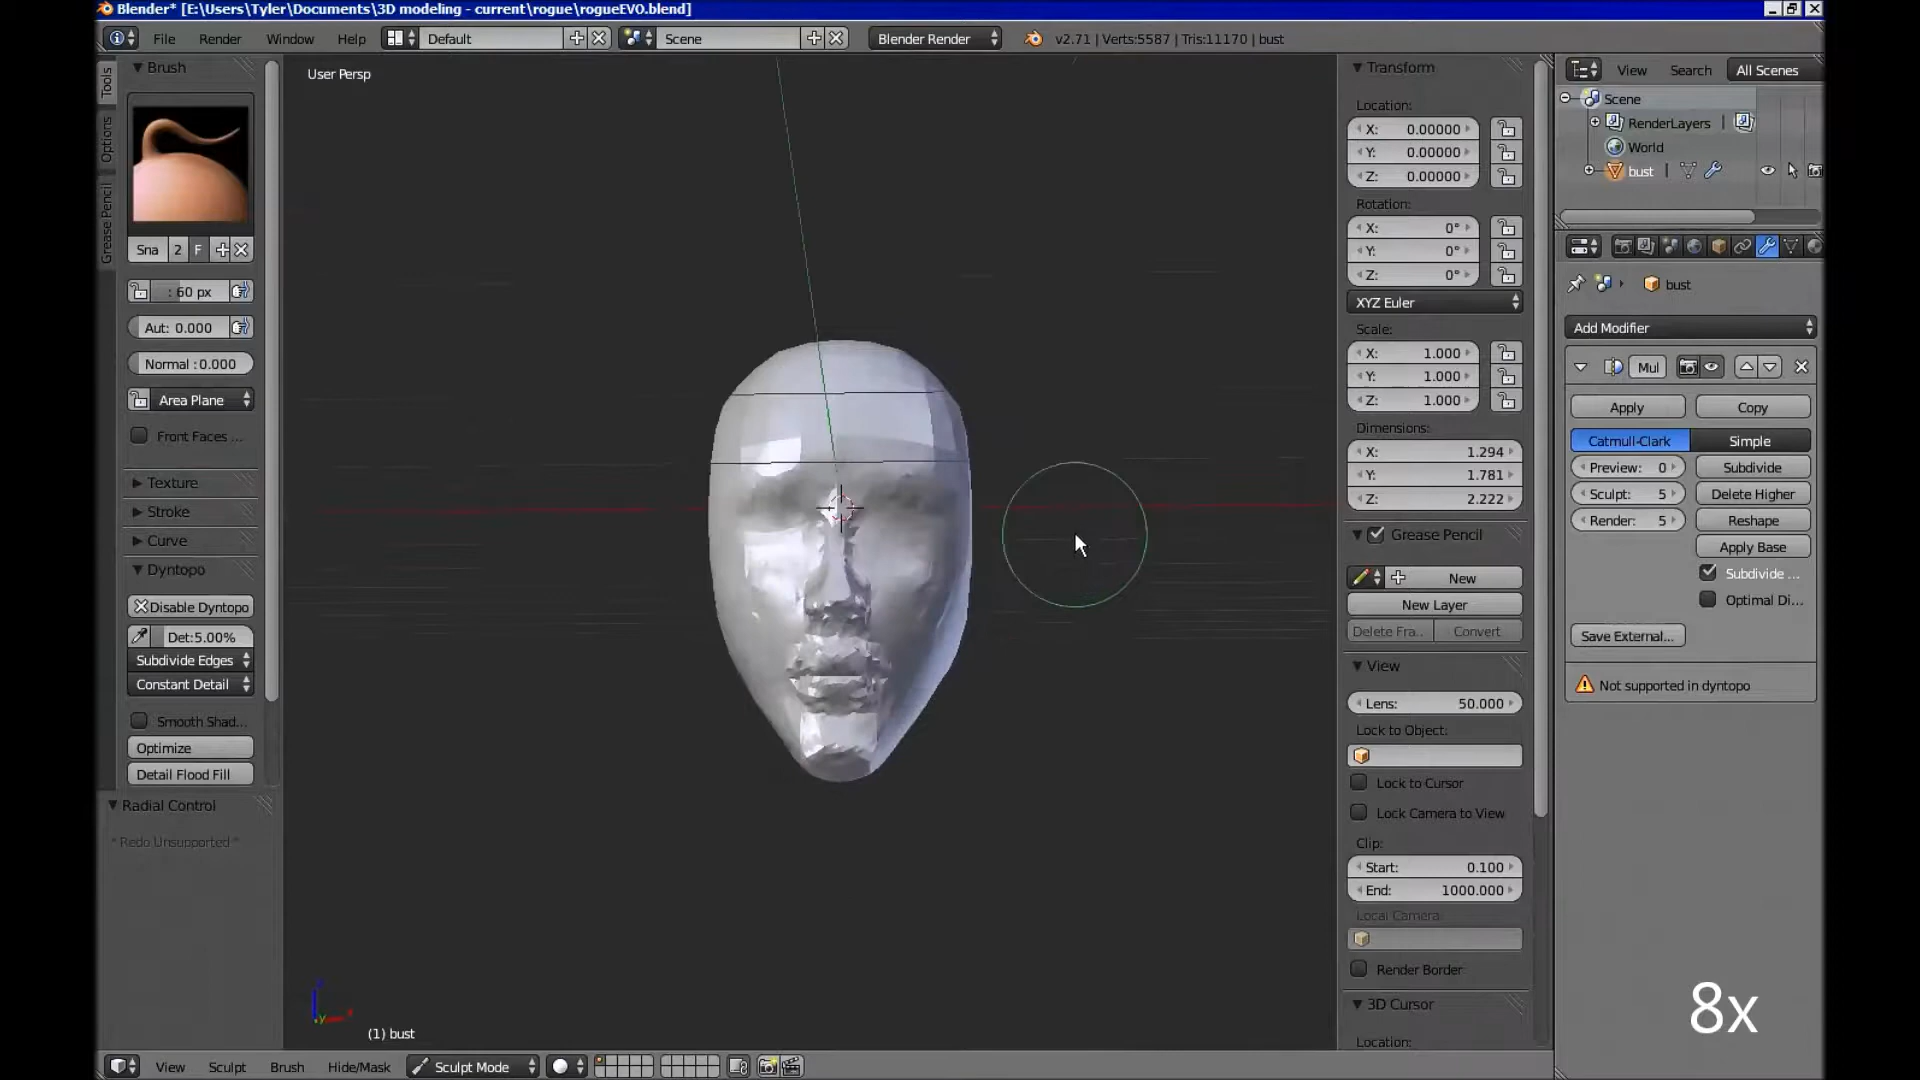 Blender* [E:\Users\Tyler\Documents\3D modeling - current\rogue\rogueEVO.blend]
File Render Window Help Default Scene Blender Render v2.71 | Verts:5587 | Tris:11170 | bust
Tools
Options
Grease Pencil
Brush
Sna 2 F
: 60 px
Aut: 0.000
Normal : 0.000
Area Plane
Front Faces ...
Texture
Stroke
Curve
Dyntopo
Disable Dyntopo
Det: 5.00%
Subdivide Edges
Constant Detail
Smooth Shad...
Optimize
Detail Flood Fill
Radial Control
* Redo Unsupported *
User Persp
(1) bust
Transform
Location:
X: 0.00000
Y: 0.00000
Z: 0.00000
Rotation:
X: 0°
Y: 0°
Z: 0°
XYZ Euler
Scale:
X: 1.000
Y: 1.000
Z: 1.000
Dimensions:
X: 1.294
Y: 1.781
Z: 2.222
Grease Pencil
New
New Layer
Delete Fra... Convert
View
Lens: 50.000
Lock to Object:
Lock to Cursor
Lock Camera to View
Clip:
Start: 0.100
End: 1000.000
Local Camera:
Render Border
3D Cursor
Location:
View Search All Scenes
Scene
RenderLayers |
World
bust |
bust
Add Modifier
Mul
Apply Copy
Catmull-Clark Simple
Preview: 0 Subdivide
Sculpt: 5 Delete Higher
Render: 5 Reshape
Apply Base
Subdivide ...
Optimal Di...
Save External...
Not supported in dyntopo
8x
View Sculpt Brush Hide/Mask Sculpt Mode